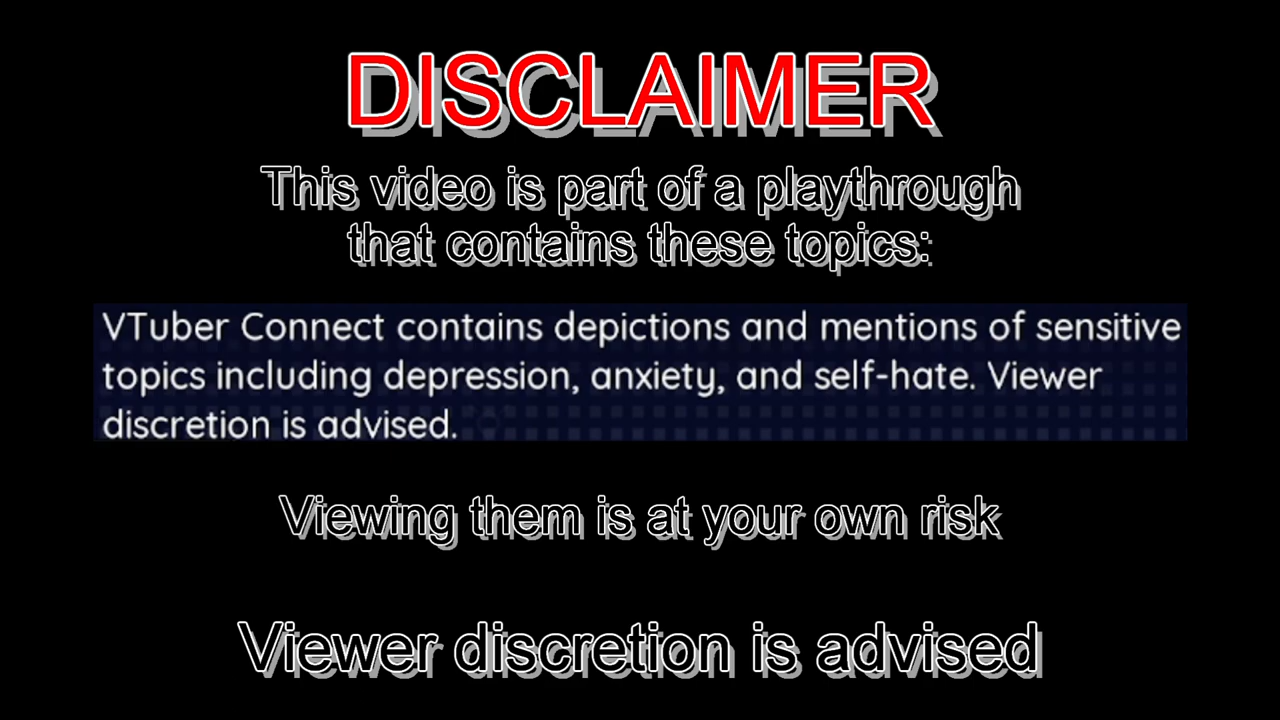 DISCLAIMER
This video is part of a playthrough
that contains these topics:
VTuber Connect contains depictions and mentions of sensitive
topics including depression, anxiety, and self-hate. Viewer
discretion is advised.
Viewing them is at your own risk
Viewer discretion is advised